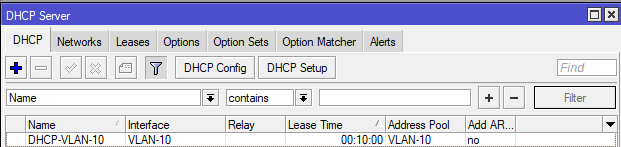 DHCP Server
DHCP Networks Leases Options Option Sets Option Matcher Alerts
DHCP Config DHCP Setup Find
Name contains Filter
Name Interface Relay Lease Time Address Pool Add AR...
DHCP-VLAN-10 VLAN-10 00:10:00 VLAN-10 no